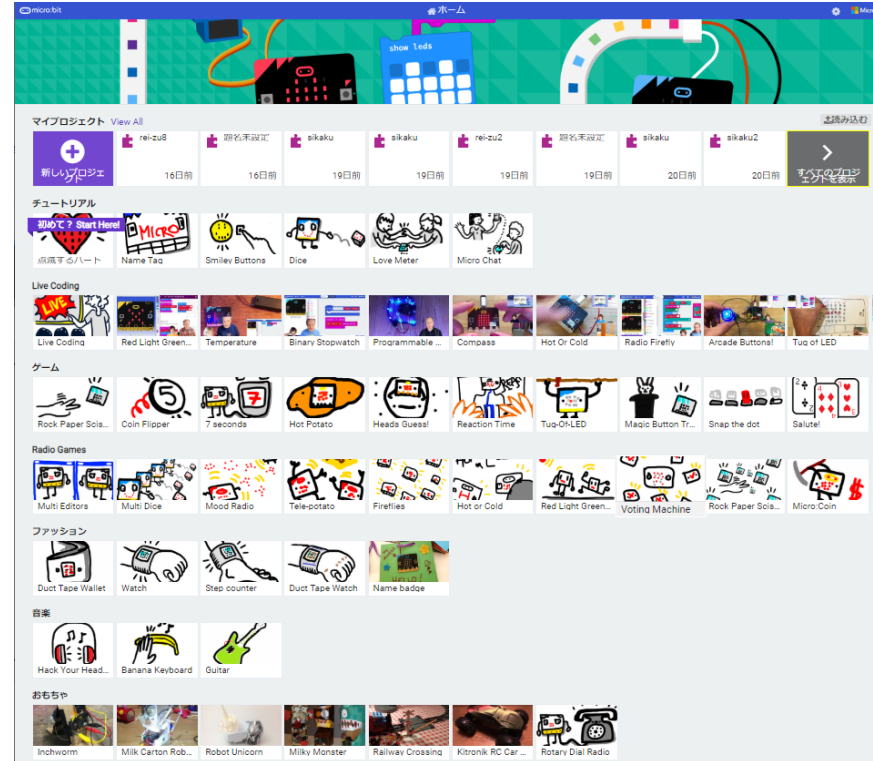 micro:bit
ホーム
Micr
show leds
マイプロジェクト View All
読み込む
新しいプロジェクト
rei-zu8
16日前
題名未設定
16日前
sikaku
19日前
sikaku
19日前
rei-zu2
19日前
題名未設定
19日前
sikaku
20日前
sikaku2
20日前
すべてのプロジェクトを表示
チュートリアル
初めて? Start Here!
点滅するハート
MICRO
Name Tag
Smiley Buttons
Dice
Love Meter
Micro Chat
Live Coding
LIVE
Live Coding
Red Light Green...
Temperature
Binary Stopwatch
Programmable ...
Compass
Hot Or Cold
Radio Firefly
Arcade Buttons!
Tug of LED
ゲーム
Rock Paper Scis...
5
Coin Flipper
7
7 seconds
Hot Potato
Heads Guess!
Reaction Time
Tug-Of-LED
Magic Button Tr...
Snap the dot
2
4
3
Salute!
Radio Games
Multi Editors
Multi Dice
Mood Radio
Tele-potato
Fireflies
Hot or Cold
Red Light Green...
Voting Machine
Rock Paper Scis...
$
Micro:Coin
ファッション
Duct Tape Wallet
Watch
Step counter
Duct Tape Watch
HELLO!
Name badge
音楽
Hack Your Head...
Banana Keyboard
Guitar
おもちゃ
Inchworm
Milk Carton Rob...
Robot Unicorn
Milky Monster
Railway Crossing
Kitronik RC Car ...
Rotary Dial Radio